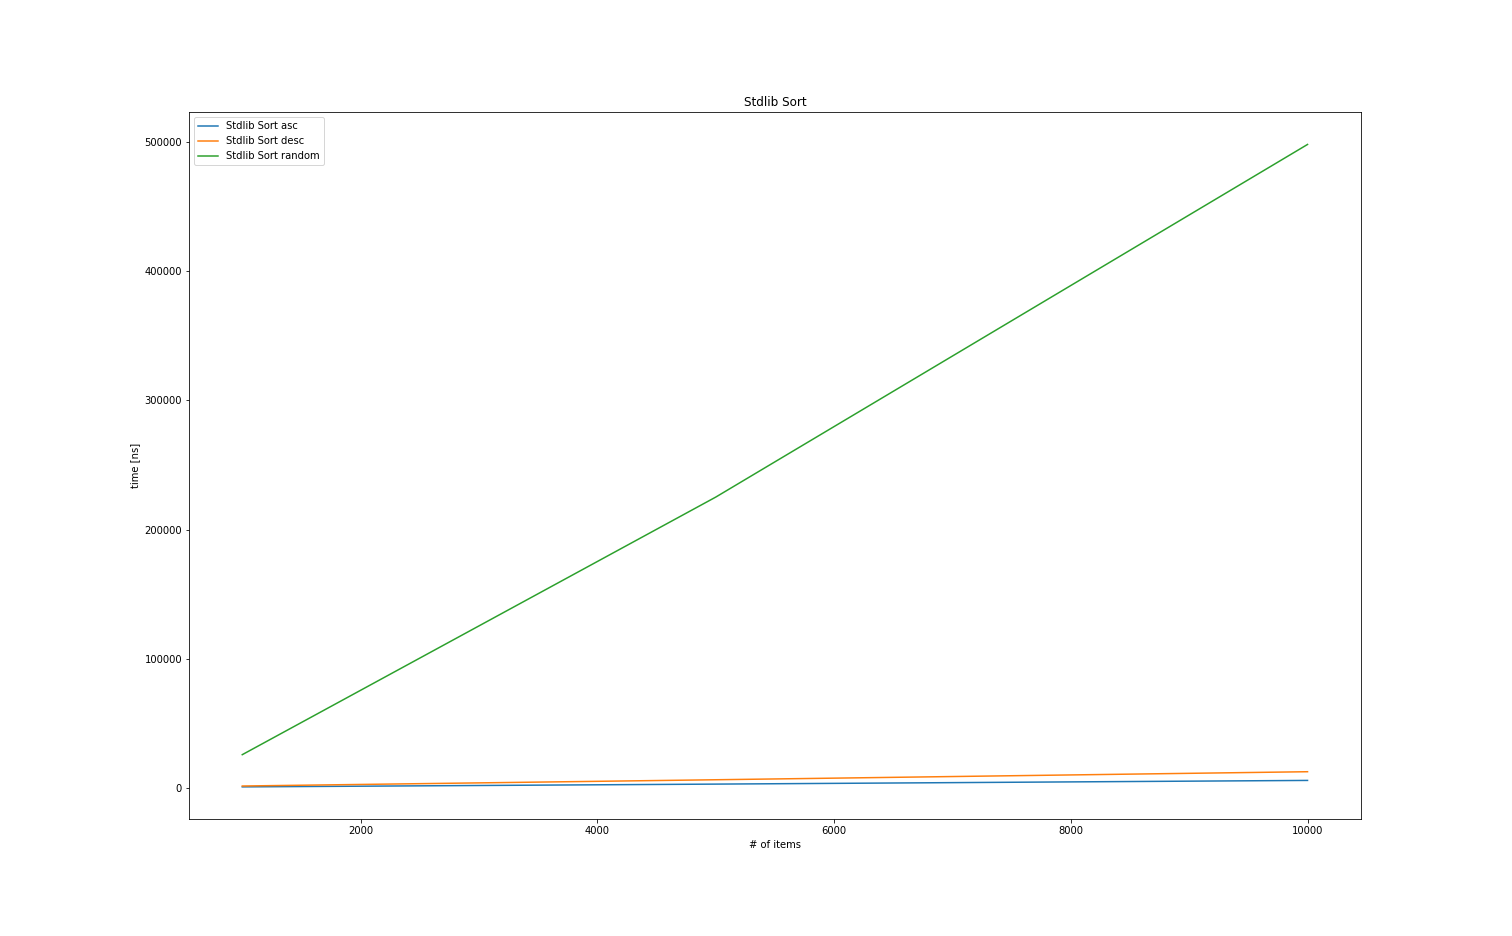 Stdlib Sort
Stdlib Sort asc
Stdlib Sort desc
Stdlib Sort random
500000
400000
300000
200000
100000
0
time [ns]
2000 4000 6000 8000 10000
# of items